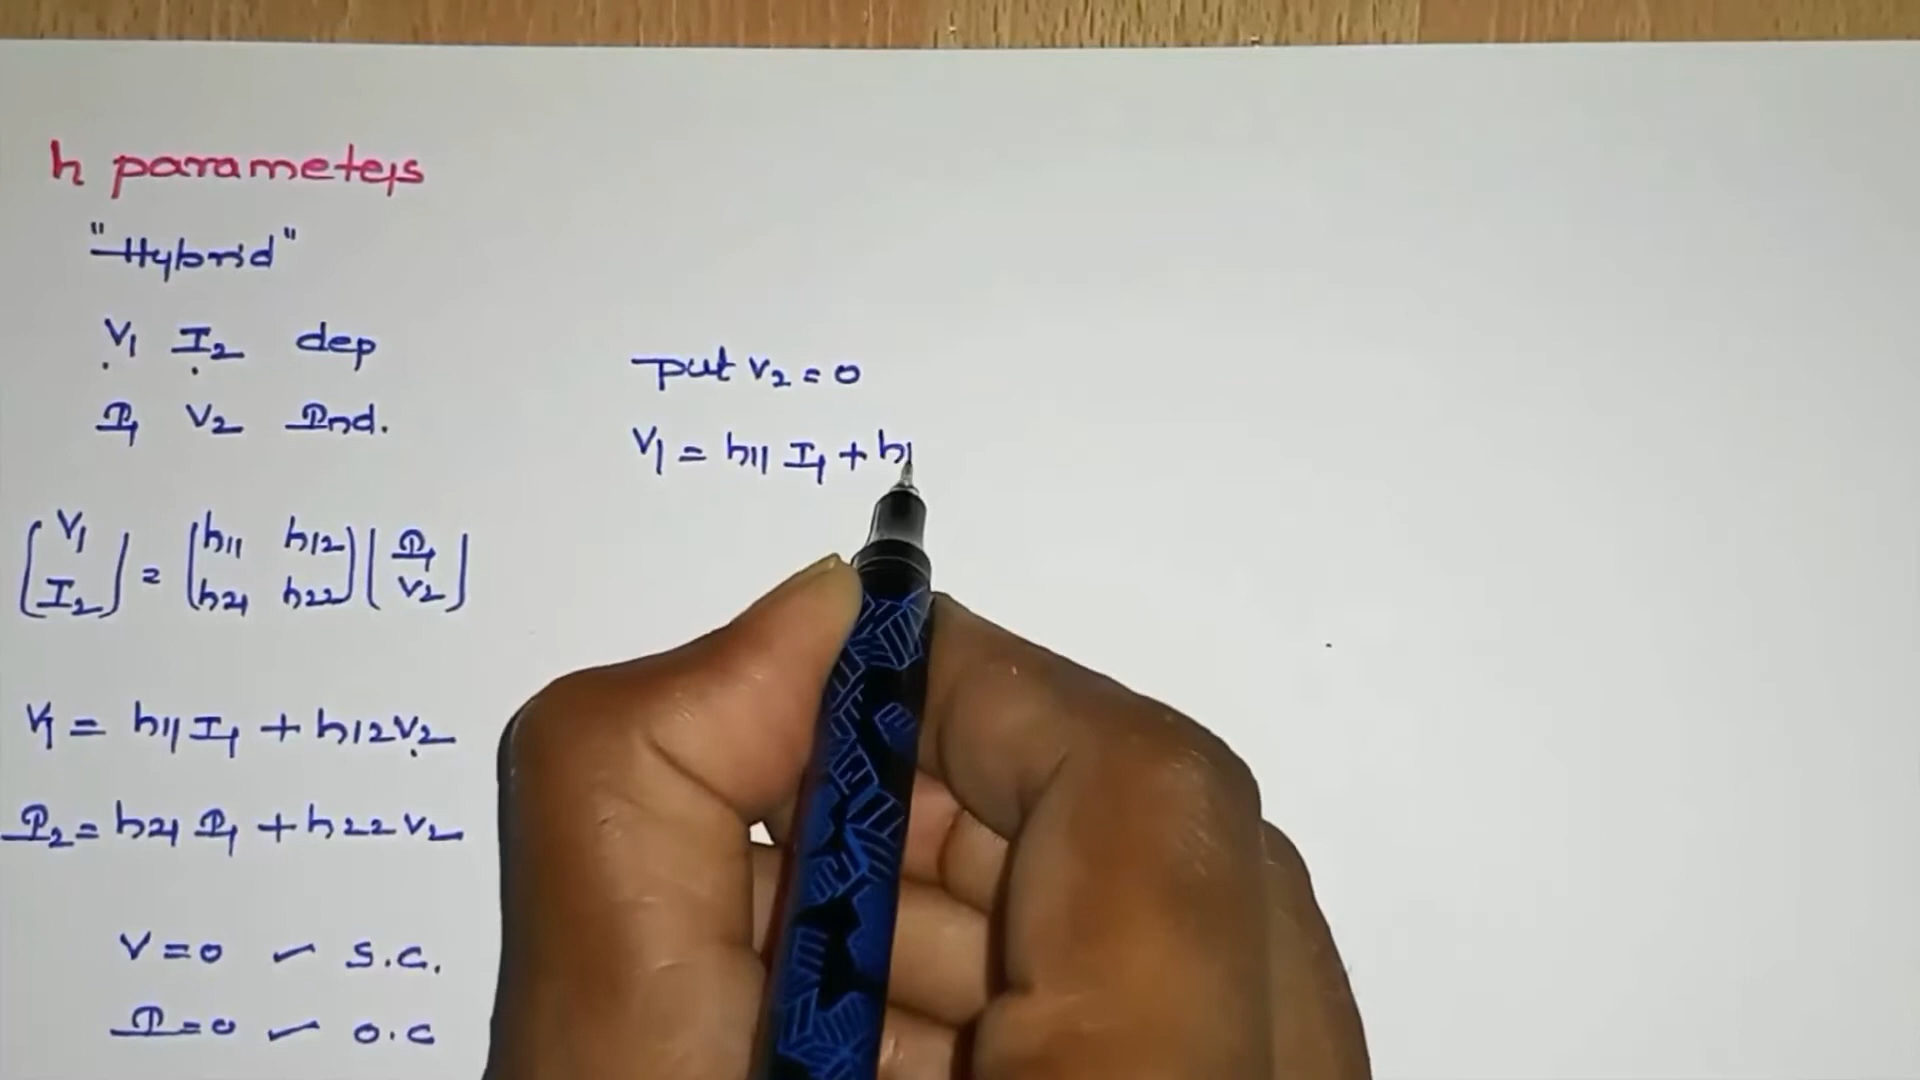 h parameters
"Hybrid"
V1 I2 dep
I1 V2 Ind.
[V1 I2] = [h11 h12 h21 h22] [I1 V2]
V1 = h11 I1 + h12 V2
I2 = h21 I1 + h22 V2
V=0 - S.C.
I=0 - O.C
put V2 = 0
V1 = h11 I1 + h1